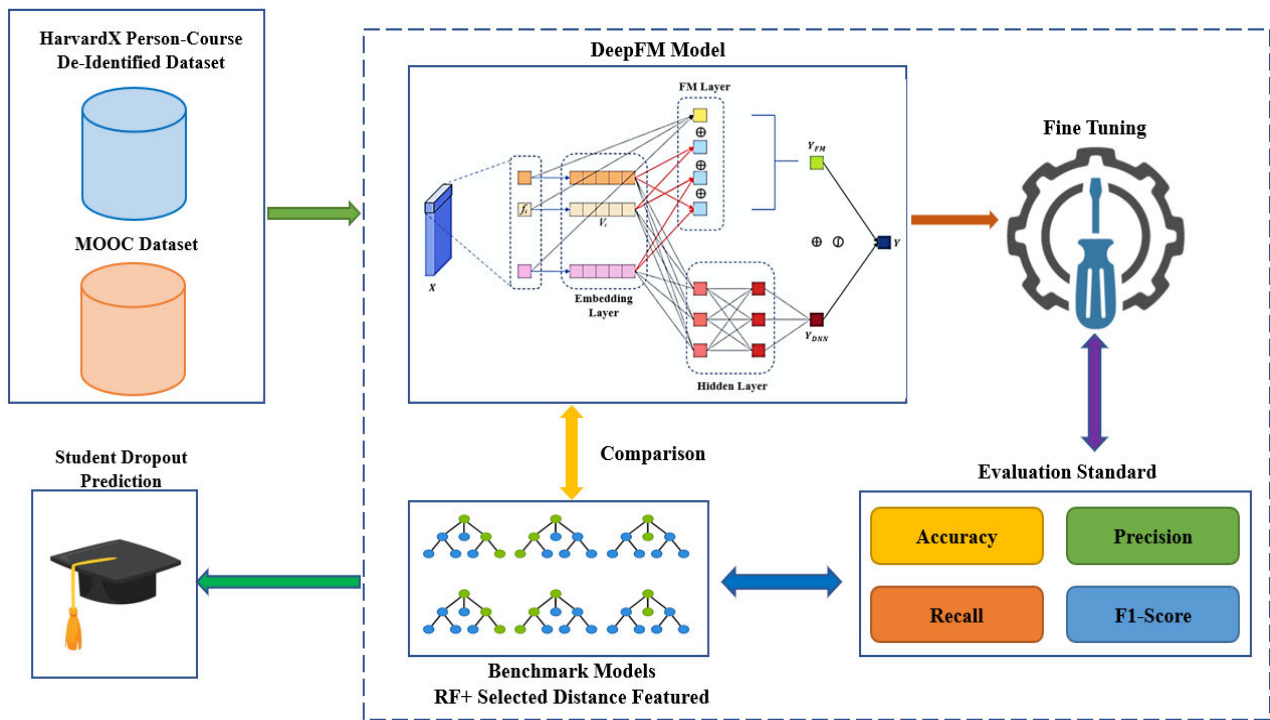 HarvardX Person-Course
De-Identified Dataset
MOOC Dataset
DeepFM Model
FM Layer
Y_FM
f_i
V_i
X
Embedding
Layer
Y
Y_DNN
Hidden Layer
Fine Tuning
Comparison
Evaluation Standard
Accuracy
Precision
Recall
F1-Score
Benchmark Models
RF+ Selected Distance Featured
Student Dropout
Prediction